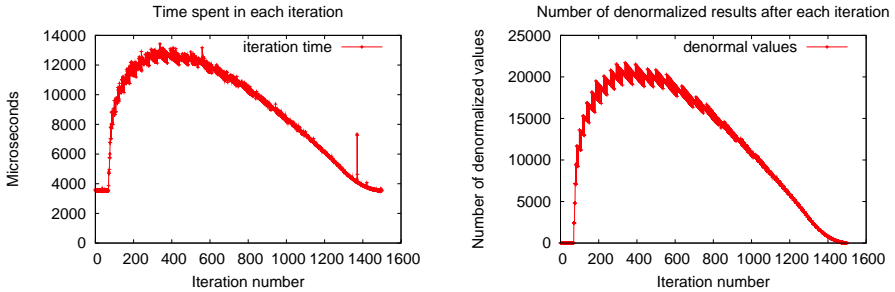 Time spent in each iteration
Microseconds
14000
12000
10000
8000
6000
4000
2000
0
iteration time
0 200 400 600 800 1000 1200 1400 1600
Iteration number
Number of denormalized results after each iteration
Number of denormalized values
25000
20000
15000
10000
5000
0
denormal values
0 200 400 600 800 1000 1200 1400 1600
Iteration number